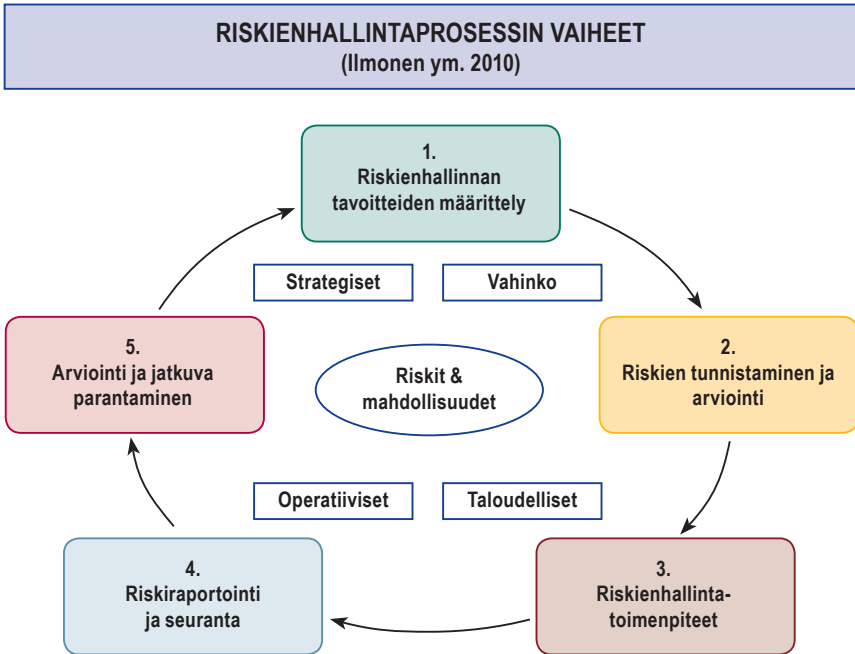 RISKIENHALLINTAPROSESSIN VAIHEET
(Ilmonen ym. 2010)
1.
Riskienhallinnan
tavoitteiden määrittely
Strategiset
Vahinko
5.
Arviointi ja jatkuva
parantaminen
Riskit &
mahdollisuudet
2.
Riskien tunnistaminen ja
arviointi
Operatiiviset
Taloudelliset
4.
Riskiraportointi
ja seuranta
3.
Riskienhallinta-
toimenpiteet